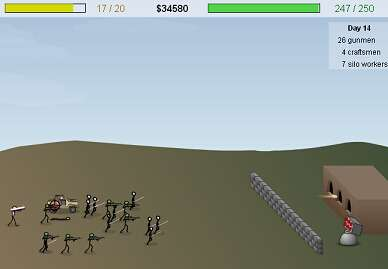 17 / 20 $34580 247 / 250
Day 14
26 gunmen
4 craftsmen
7 silo workers